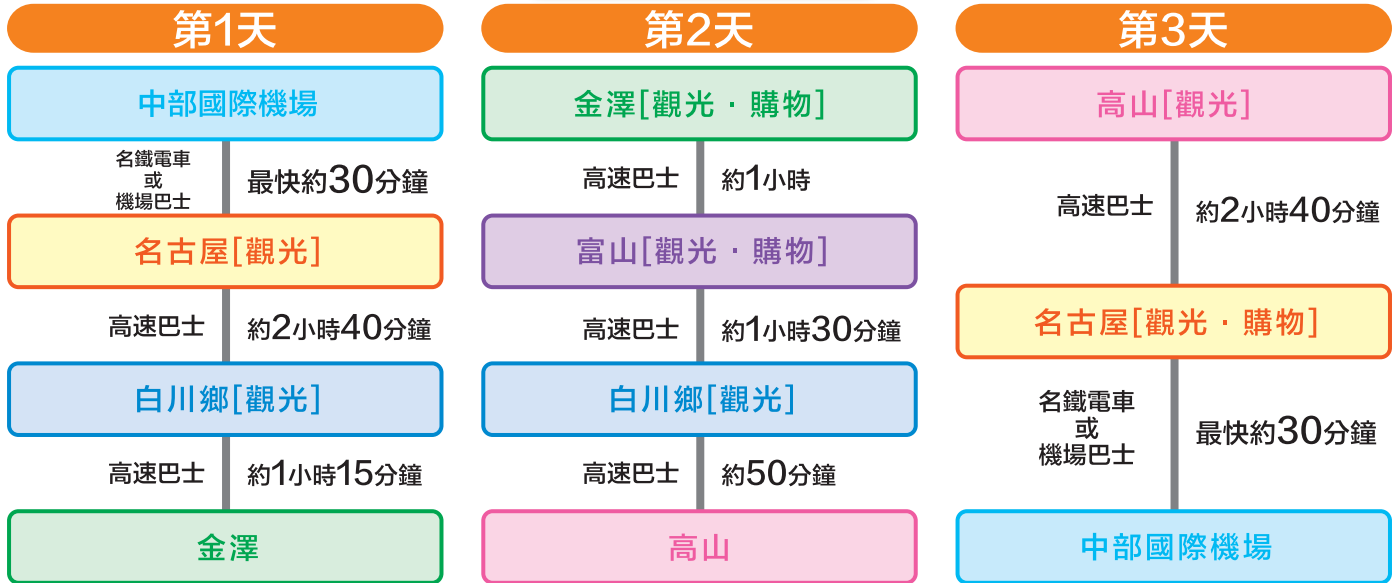 第1天
中部國際機場
名鐵電車
或
機場巴士
最快約30分鐘
名古屋[觀光]
高速巴士
約2小時40分鐘
白川鄉[觀光]
高速巴士
約1小時15分鐘
金澤
第2天
金澤[觀光・購物]
高速巴士
約1小時
富山[觀光・購物]
高速巴士
約1小時30分鐘
白川鄉[觀光]
高速巴士
約50分鐘
高山
第3天
高山[觀光]
高速巴士
約2小時40分鐘
名古屋[觀光・購物]
名鐵電車
或
機場巴士
最快約30分鐘
中部國際機場